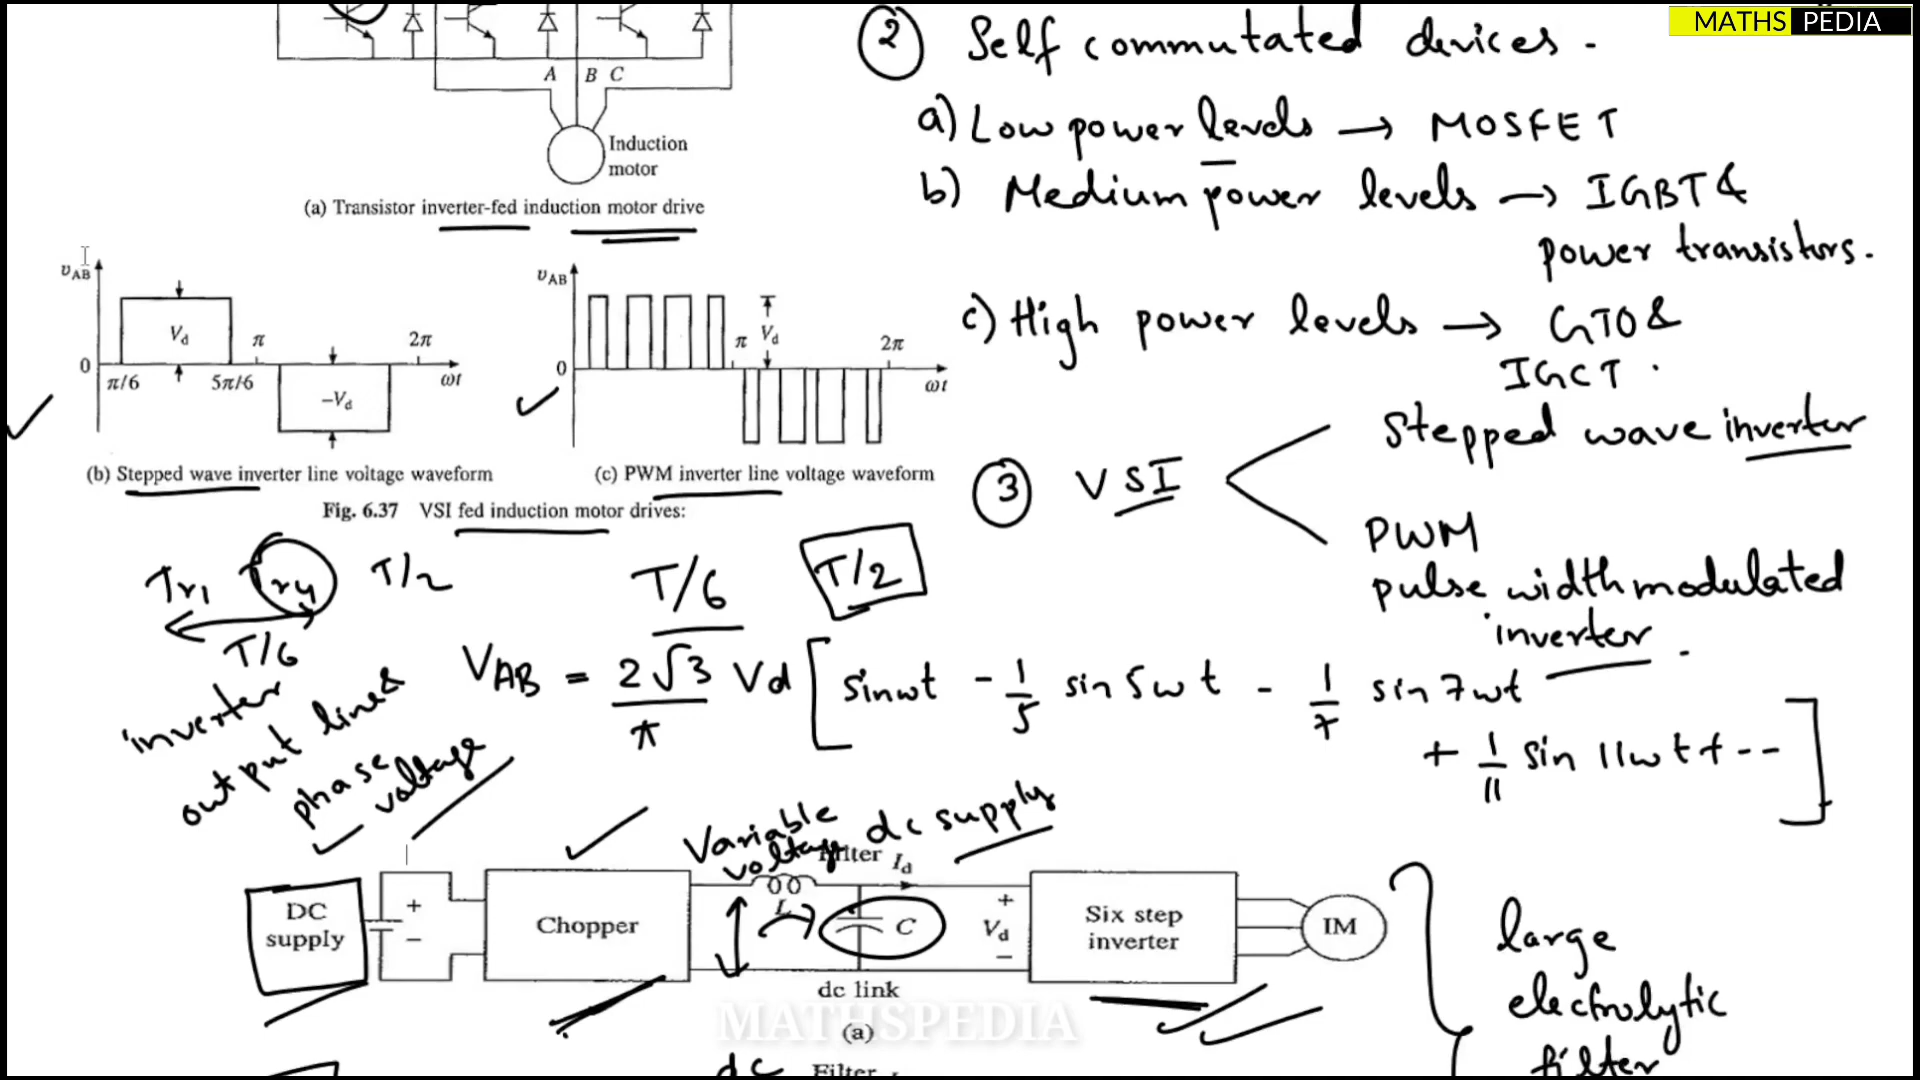 MATHS PEDIA
A B C
Induction
motor
(a) Transistor inverter-fed induction motor drive
υAB
Vd
π
2π
0
π/6
5π/6
ωt
−Vd
(b) Stepped wave inverter line voltage waveform
υAB
Vd
π
2π
0
ωt
(c) PWM inverter line voltage waveform
Fig. 6.37 VSI fed induction motor drives:
② Self commutated devices.
a) Low power levels → MOSFET
b) Medium power levels → IGBT &
power transistors.
c) High power levels → GTO &
IGCT.
③ VSI
Stepped wave inverter
PWM
pulse width modulated
inverter.
Tr1 Tr4 T/2
T/6
T/6 T/2
inverter
output line &
phase
voltage
VAB = 2√3/π Vd [ sinωt - 1/5 sin5ωt - 1/7 sin7ωt
+ 1/11 sin 11ωt + -- ]
Variable
voltage dc supply
DC
supply
+
−
Chopper
Filter Id
L
C
+
Vd
−
Six step
inverter
IM
dc link
MATHSPEDIA
(a)
large
electrolytic
filter
dc Filter